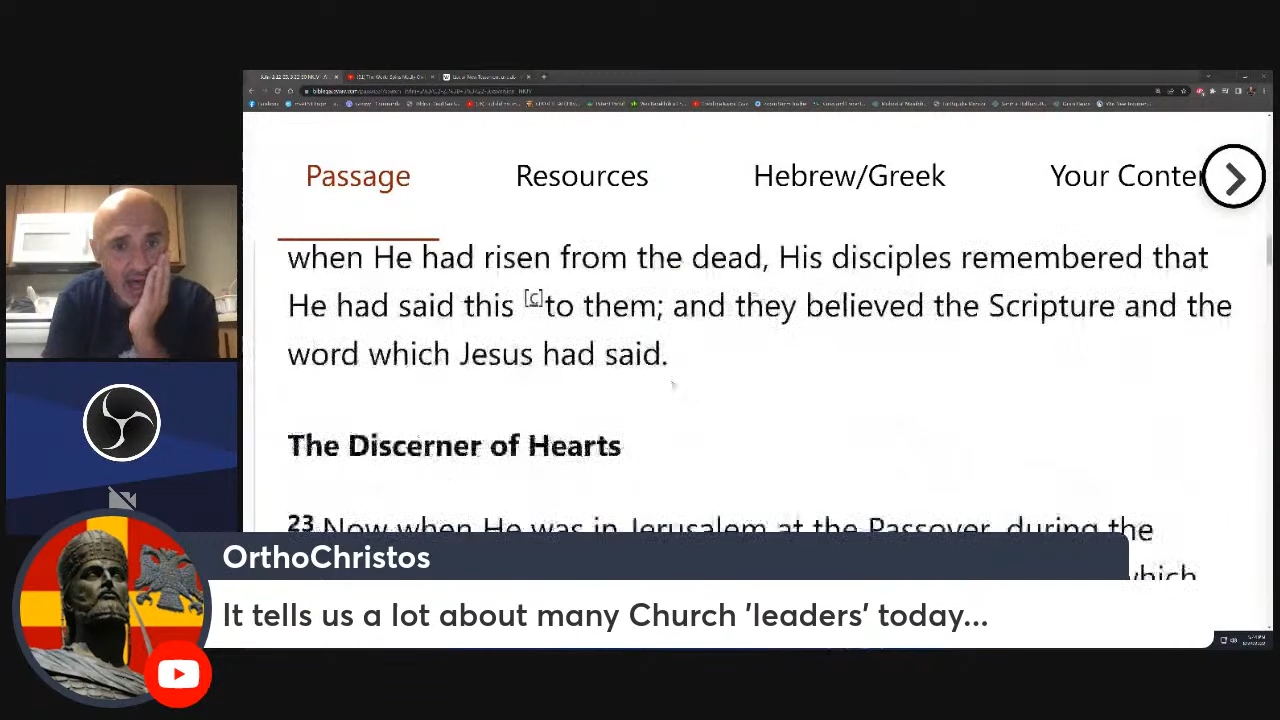 Passage
Resources
Hebrew/Greek
Your Conter
when He had risen from the dead, His disciples remembered that
He had said this [c]to them; and they believed the Scripture and the
word which Jesus had said.
The Discerner of Hearts
23 Now when He was in Jerusalem at the Passover, during the
which
OrthoChristos
It tells us a lot about many Church 'leaders' today...